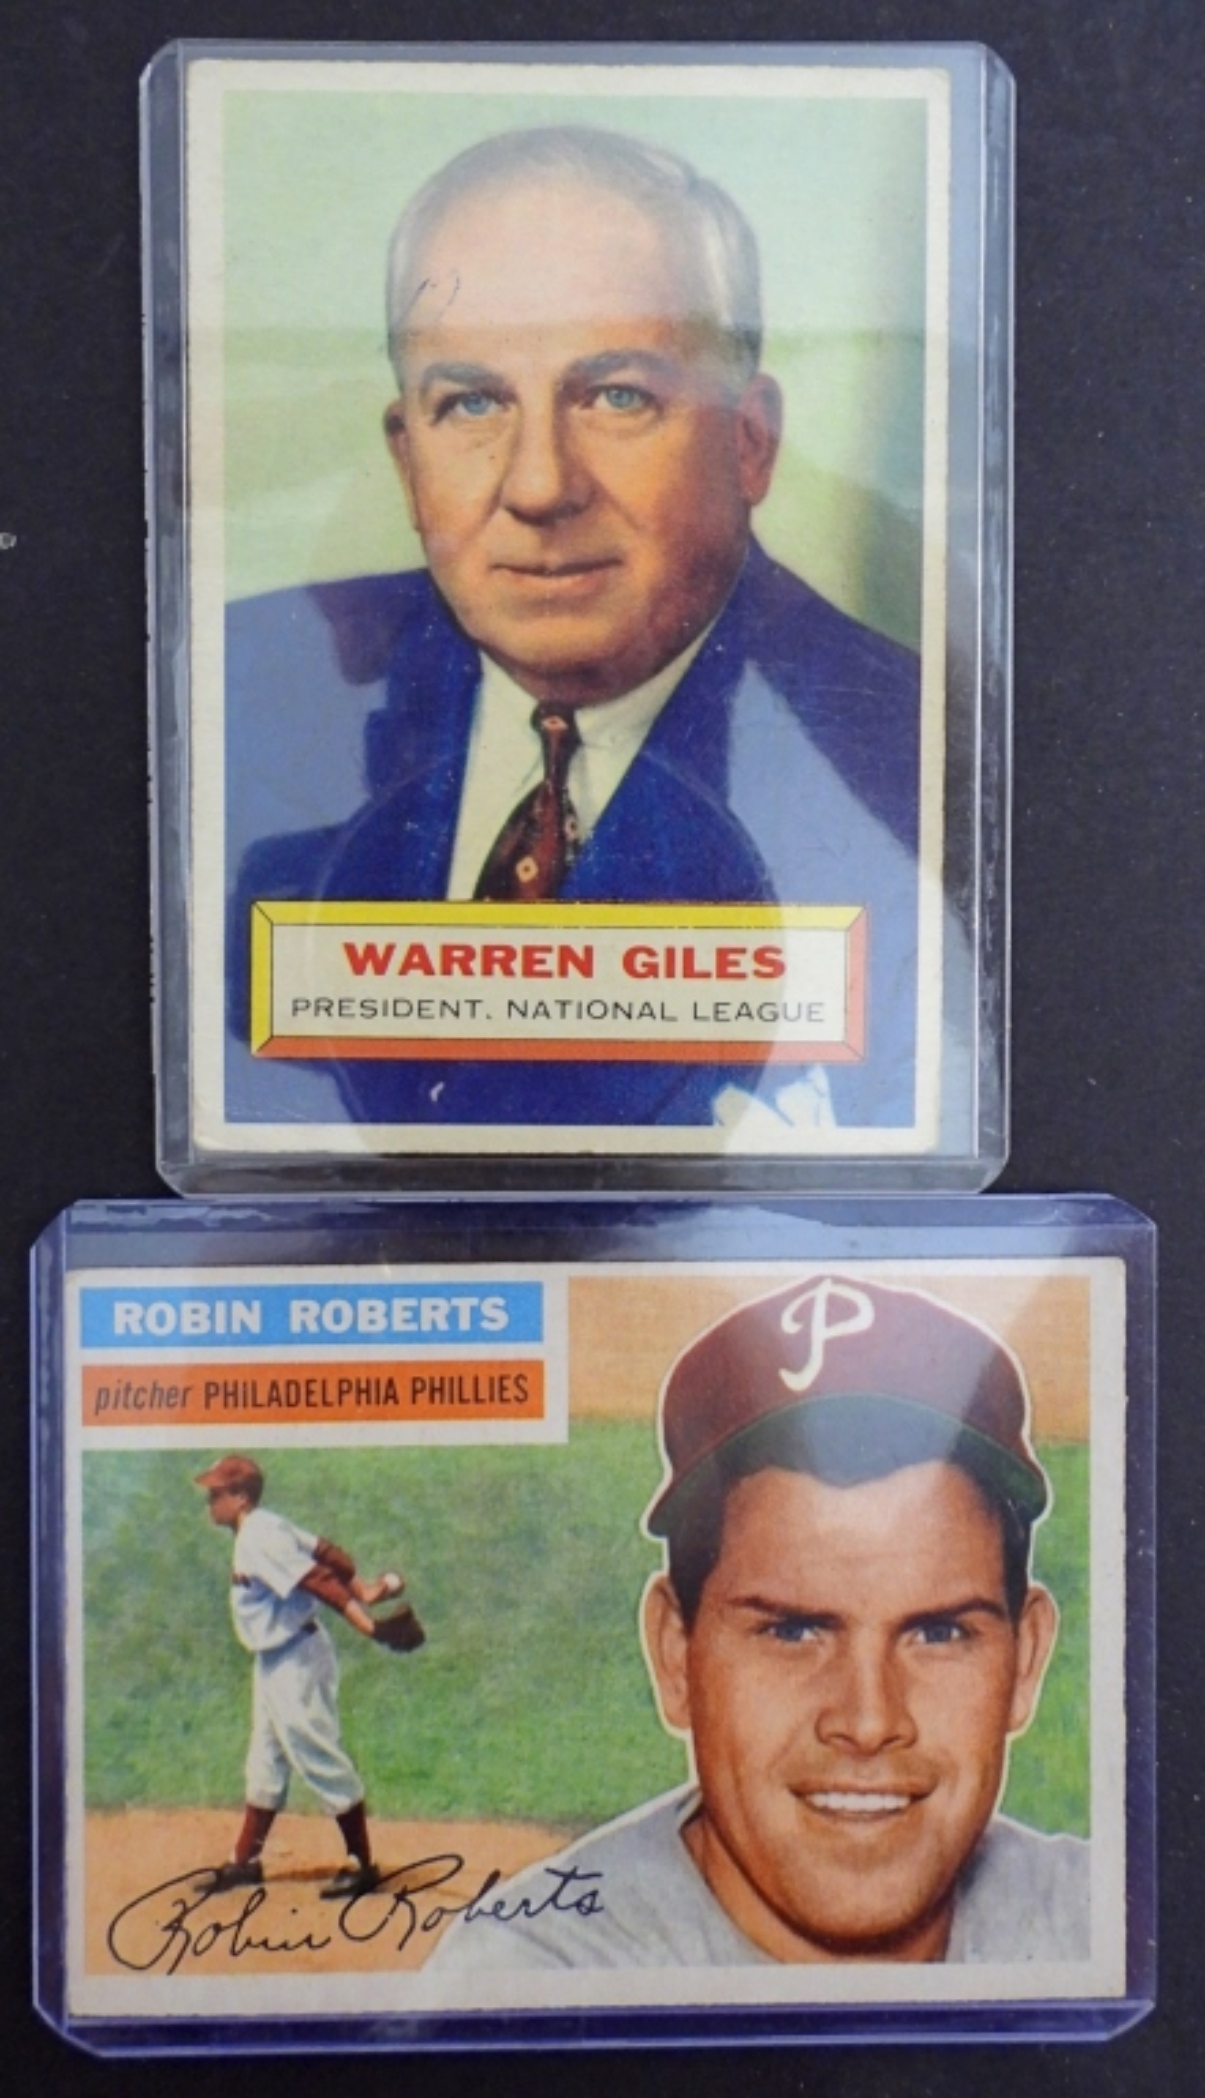 WARREN GILES
PRESIDENT, NATIONAL LEAGUE
ROBIN ROBERTS
pitcher PHILADELPHIA PHILLIES
P
Robin Roberts